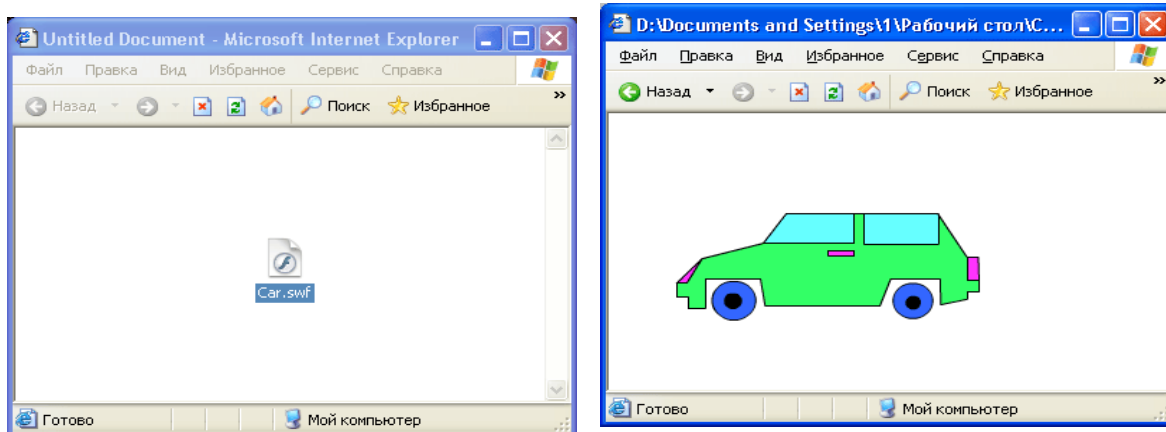 Untitled Document - Microsoft Internet Explorer
Файл Правка Вид Избранное Сервис Справка
Назад Поиск Избранное »
Car.swf
Готово Мой компьютер
D:\Documents and Settings\1\Рабочий стол\C...
Файл Правка Вид Избранное Сервис Справка
Назад Поиск Избранное »
Готово Мой компьютер